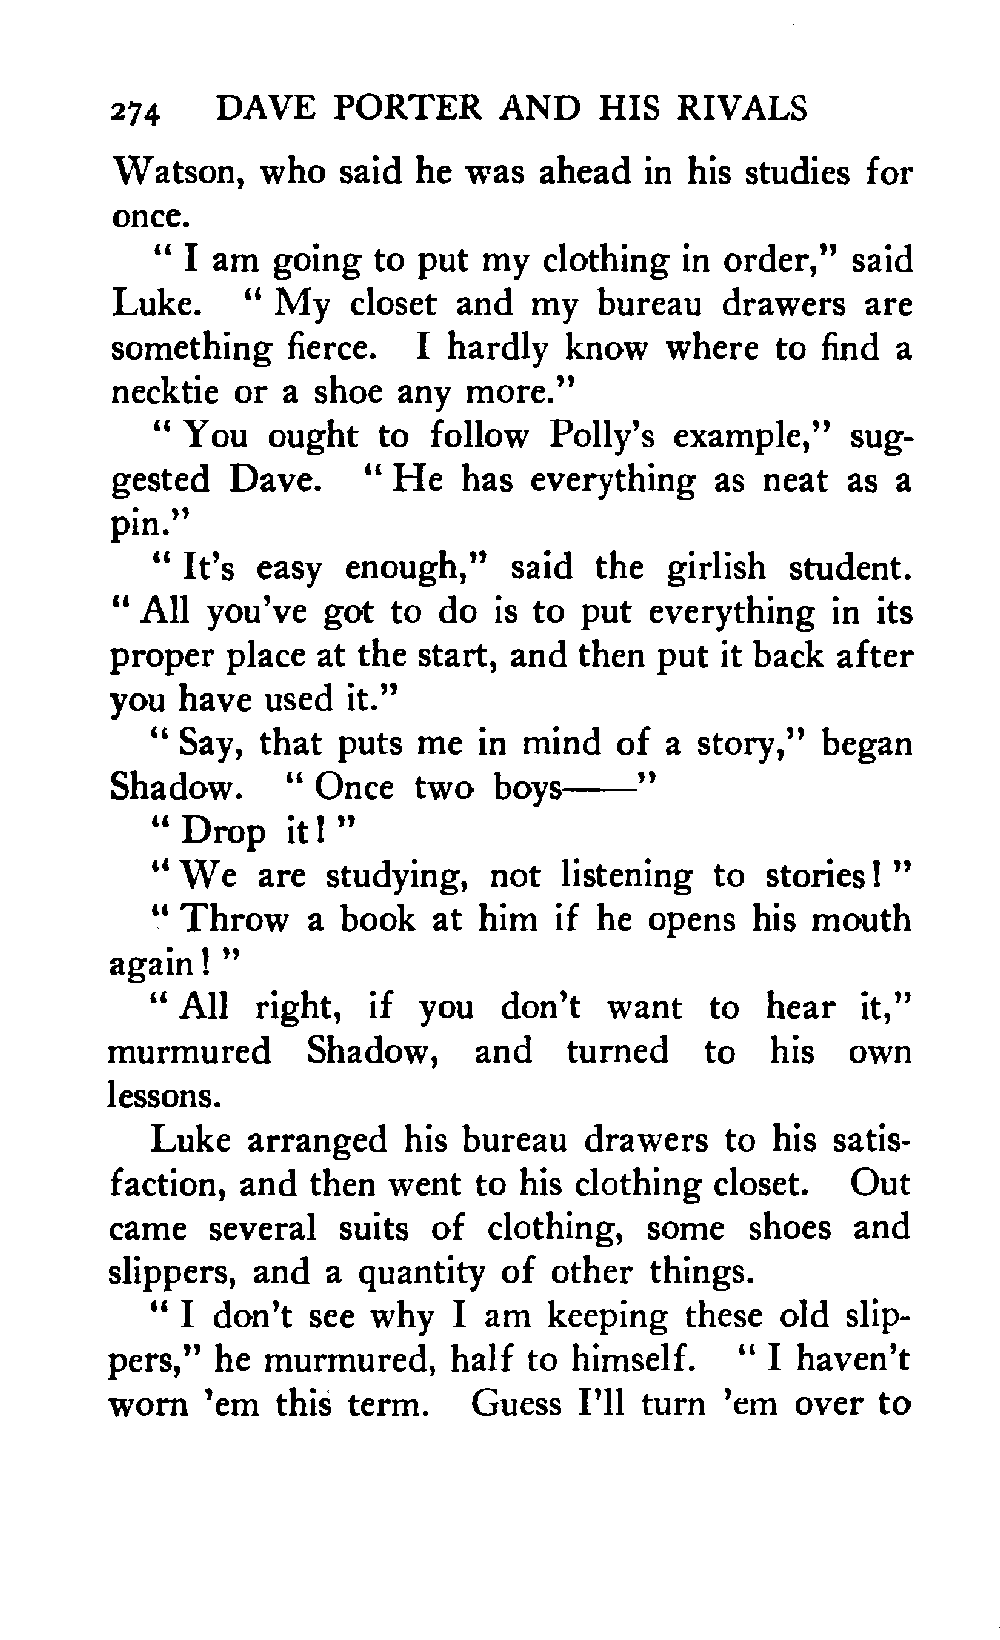 274 DAVE PORTER AND HIS RIVALS
Watson, who said he was ahead in his studies for
once.
" I am going to put my clothing in order," said
Luke. " My closet and my bureau drawers are
something fierce. I hardly know where to find a
necktie or a shoe any more."
" You ought to follow Polly's example," sug-
gested Dave. " He has everything as neat as a
pin."
" It's easy enough," said the girlish student.
" All you've got to do is to put everything in its
proper place at the start, and then put it back after
you have used it."
" Say, that puts me in mind of a story," began
Shadow. " Once two boys——"
" Drop it! "
" We are studying, not listening to stories! "
" Throw a book at him if he opens his mouth
again! "
" All right, if you don't want to hear it,"
murmured Shadow, and turned to his own
lessons.
Luke arranged his bureau drawers to his satis-
faction, and then went to his clothing closet. Out
came several suits of clothing, some shoes and
slippers, and a quantity of other things.
" I don't see why I am keeping these old slip-
pers," he murmured, half to himself. " I haven't
worn 'em this term. Guess I'll turn 'em over to